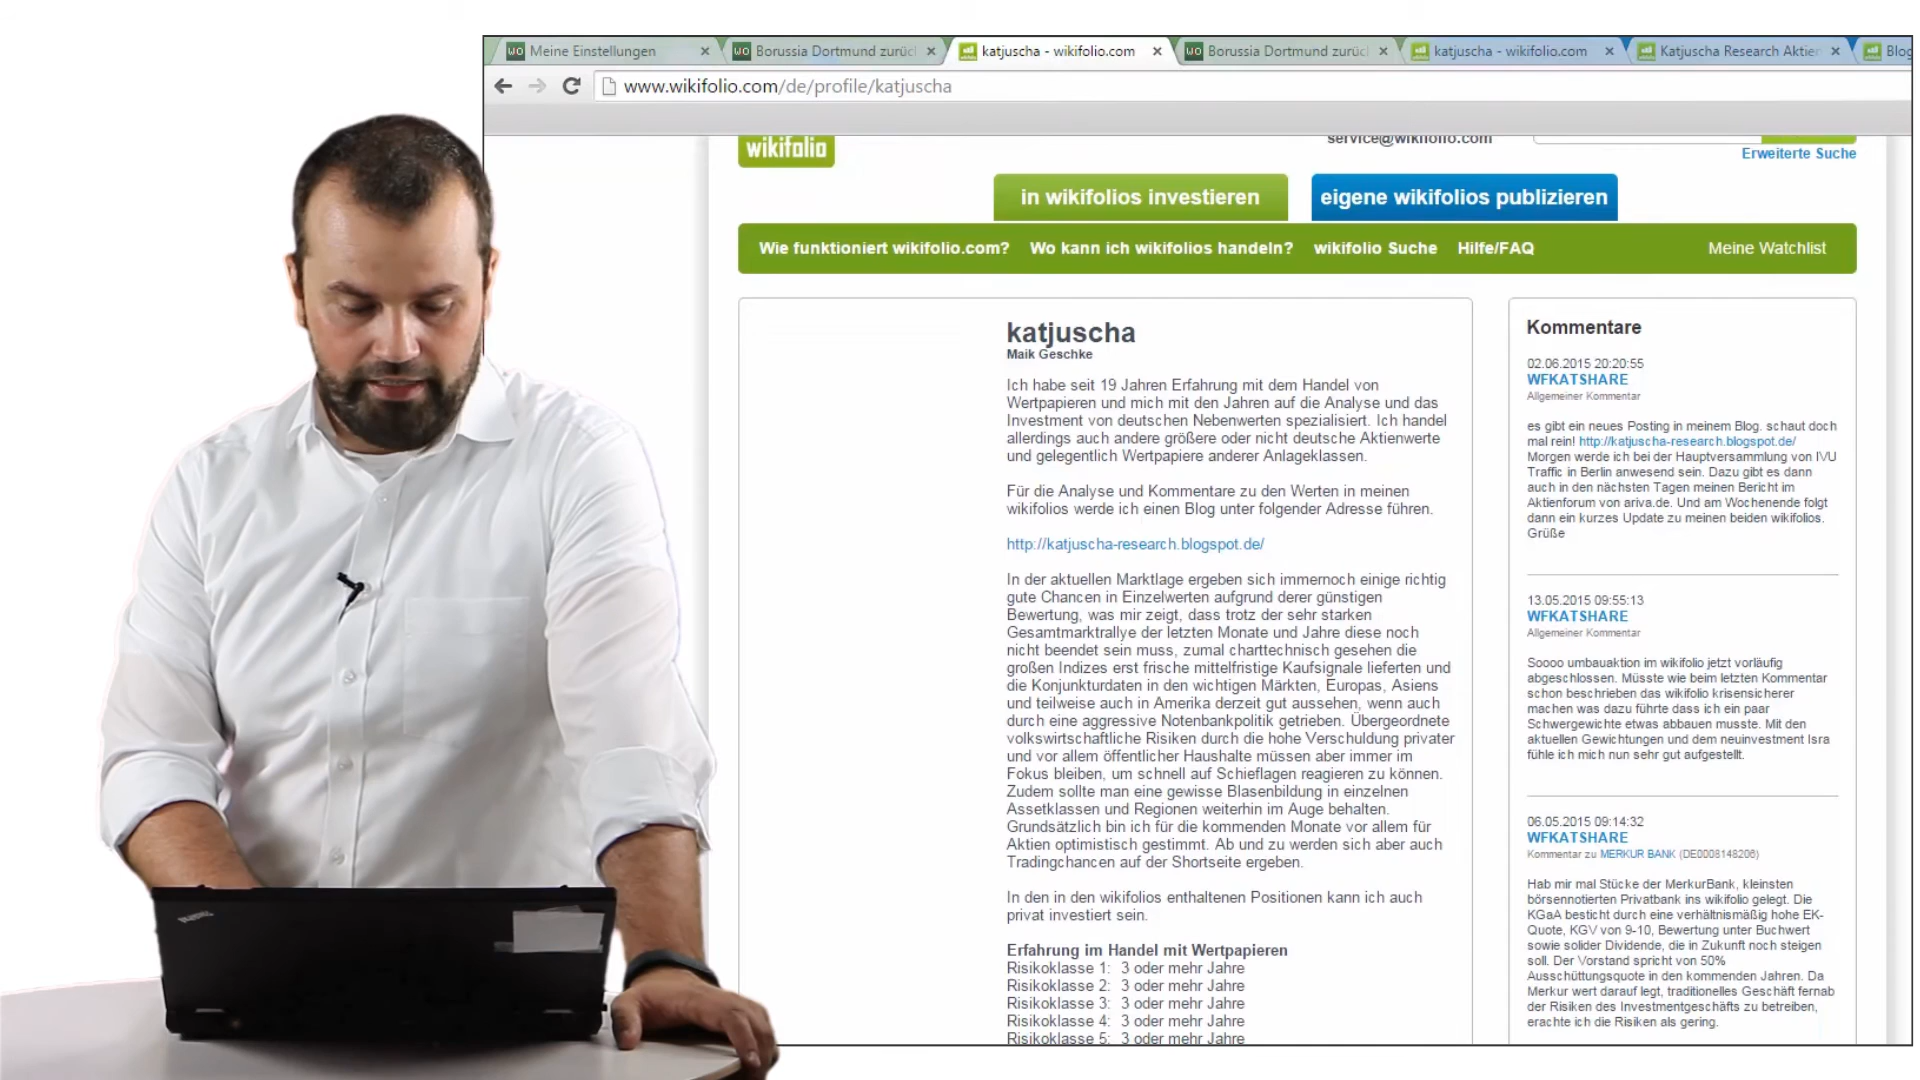 Meine Einstellungen
Borussia Dortmund zurüc
katjuscha - wikifolio.com
Borussia Dortmund zurüc
katjuscha - wikifolio.com
Katjuscha Research Aktien
Blog
www.wikifolio.com/de/profile/katjuscha
wikifolio
service@wikifolio.com
Erweiterte Suche
in wikifolios investieren
eigene wikifolios publizieren
Wie funktioniert wikifolio.com? Wo kann ich wikifolios handeln? wikifolio Suche Hilfe/FAQ Meine Watchlist
katjuscha
Maik Geschke
Ich habe seit 19 Jahren Erfahrung mit dem Handel von
Wertpapieren und mich mit den Jahren auf die Analyse und das
Investment von deutschen Nebenwerten spezialisiert. Ich handel
allerdings auch andere größere oder nicht deutsche Aktienwerte
und gelegentlich Wertpapiere anderer Anlageklassen.
Für die Analyse und Kommentare zu den Werten in meinen
wikifolios werde ich einen Blog unter folgender Adresse führen.
http://katjuscha-research.blogspot.de/
In der aktuellen Marktlage ergeben sich immernoch einige richtig
gute Chancen in Einzelwerten aufgrund derer günstigen
Bewertung, was mir zeigt, dass trotz der sehr starken
Gesamtmarktrallye der letzten Monate und Jahre diese noch
nicht beendet sein muss, zumal charttechnisch gesehen die
großen Indizes erst frische mittelfristige Kaufsignale lieferten und
die Konjunkturdaten in den wichtigen Märkten, Europas, Asiens
und teilweise auch in Amerika derzeit gut aussehen, wenn auch
durch eine aggressive Notenbankpolitik getrieben. Übergeordnete
volkswirtschaftliche Risiken durch die hohe Verschuldung privater
und vor allem öffentlicher Haushalte müssen aber immer im
Fokus bleiben, um schnell auf Schieflagen reagieren zu können.
Zudem sollte man eine gewisse Blasenbildung in einzelnen
Assetklassen und Regionen weiterhin im Auge behalten.
Grundsätzlich bin ich für die kommenden Monate vor allem für
Aktien optimistisch gestimmt. Ab und zu werden sich aber auch
Tradingchancen auf der Shortseite ergeben.
In den in den wikifolios enthaltenen Positionen kann ich auch
privat investiert sein.
Erfahrung im Handel mit Wertpapieren
Risikoklasse 1: 3 oder mehr Jahre
Risikoklasse 2: 3 oder mehr Jahre
Risikoklasse 3: 3 oder mehr Jahre
Risikoklasse 4: 3 oder mehr Jahre
Risikoklasse 5: 3 oder mehr Jahre
Kommentare
02.06.2015 20:20:55
WFKATSHARE
Allgemeiner Kommentar
es gibt ein neues Posting in meinem Blog. schaut doch
mal rein! http://katjuscha-research.blogspot.de/
Morgen werde ich bei der Hauptversammlung von IVU
Traffic in Berlin anwesend sein. Dazu gibt es dann
auch in den nächsten Tagen meinen Bericht im
Aktienforum von ariva.de. Und am Wochenende folgt
dann ein kurzes Update zu meinen beiden wikifolios.
Grüße
13.05.2015 09:55:13
WFKATSHARE
Allgemeiner Kommentar
Soooo umbauaktion im wikifolio jetzt vorläufig
abgeschlossen. Müsste wie beim letzten Kommentar
schon beschrieben das wikifolio krisensicherer
machen was dazu führte dass ich ein paar
Schwergewichte etwas abbauen musste. Mit den
aktuellen Gewichtungen und dem neuinvestment Isra
fühle ich mich nun sehr gut aufgestellt.
06.05.2015 09:14:32
WFKATSHARE
Kommentar zu MERKUR BANK (DE0008148206)
Hab mir mal Stücke der MerkurBank, kleinsten
börsennotierten Privatbank ins wikifolio gelegt. Die
KGaA besticht durch eine verhältnismäßig hohe EK-
Quote, KGV von 9-10, Bewertung unter Buchwert
sowie solider Dividende, die in Zukunft noch steigen
soll. Der Vorstand spricht von 50%
Ausschüttungsquote in den kommenden Jahren. Da
Merkur wert darauf legt, traditionelles Geschäft fernab
der Risiken des Investmentgeschäfts zu betreiben,
erachte ich die Risiken als gering.